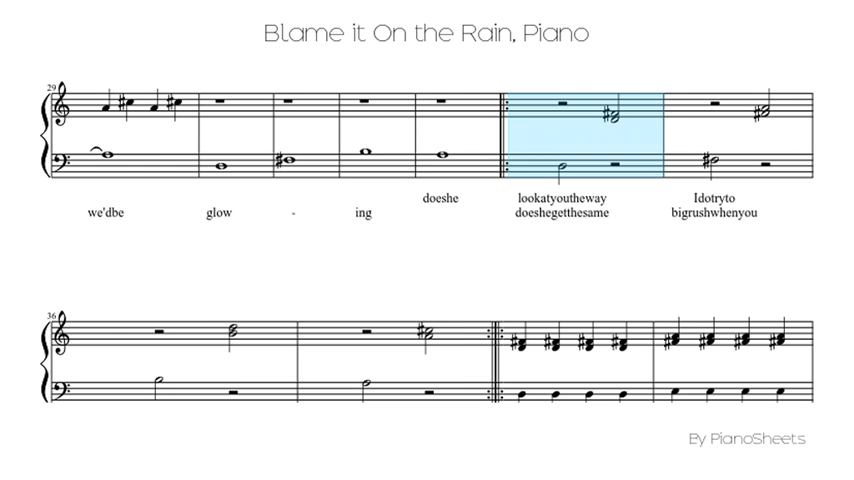 Blame it On the Rain, Piano
29
doeshe lookatyoutheway Idotryto
we'dbe glow - ing doeshegetthesame bigrushwhenyou
36
By PianoSheets